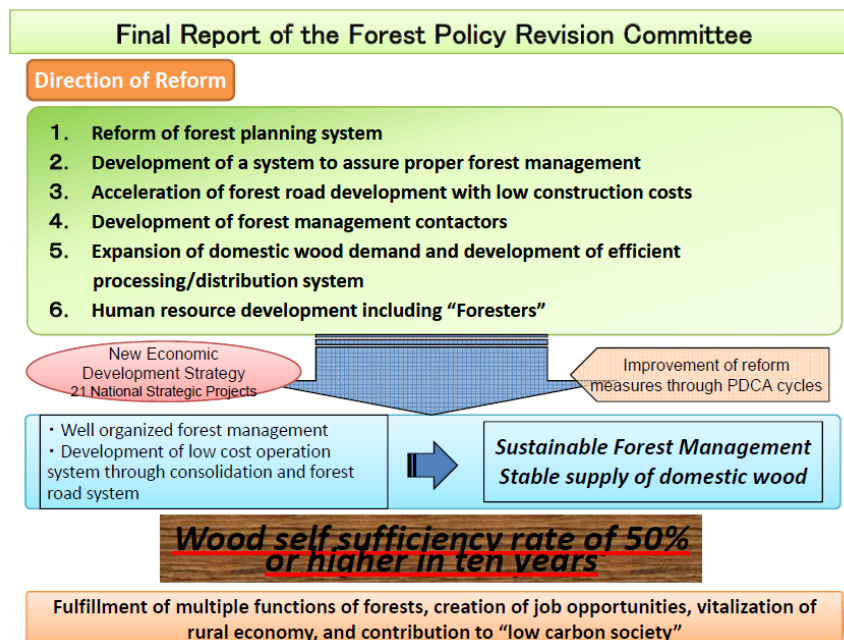 Final Report of the Forest Policy Revision Committee
Direction of Reform
1. Reform of forest planning system
2. Development of a system to assure proper forest management
3. Acceleration of forest road development with low construction costs
4. Development of forest management contactors
5. Expansion of domestic wood demand and development of efficient
processing/distribution system
6. Human resource development including “Foresters”
New Economic
Development Strategy
21 National Strategic Projects
Improvement of reform
measures through PDCA cycles
・Well organized forest management
・Development of low cost operation
system through consolidation and forest
road system
Sustainable Forest Management
Stable supply of domestic wood
Wood self sufficiency rate of 50%
or higher in ten years
Fulfillment of multiple functions of forests, creation of job opportunities, vitalization of
rural economy, and contribution to “low carbon society”